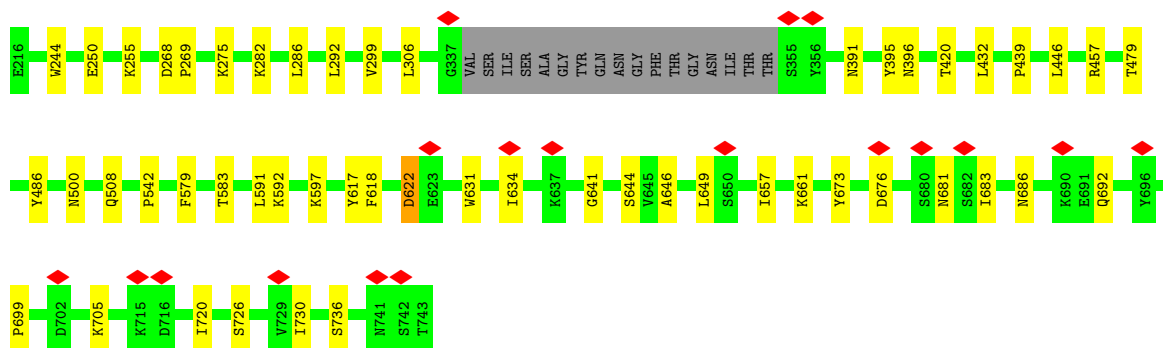 E216 W244 E250 K255 D268 P269 K275 K282 L286 L292 V299 L306 G337 VAL SER ILE SER ALA GLY TYR GLN ASN GLY PHE THR GLY ASN ILE THR THR S355 Y356 N391 Y395 N396 T420 L432 P439 L446 R457 T479
Y486 N500 Q508 P542 F579 T583 L591 K592 K597 Y617 F618 D622 E623 W631 I634 K637 G641 S644 V645 A646 L649 S650 I657 K661 Y673 D676 S680 N681 S682 I683 N686 K690 E691 Q692 Y696
P699 D702 K705 K715 D716 I720 S726 V729 I730 S736 N741 S742 T743